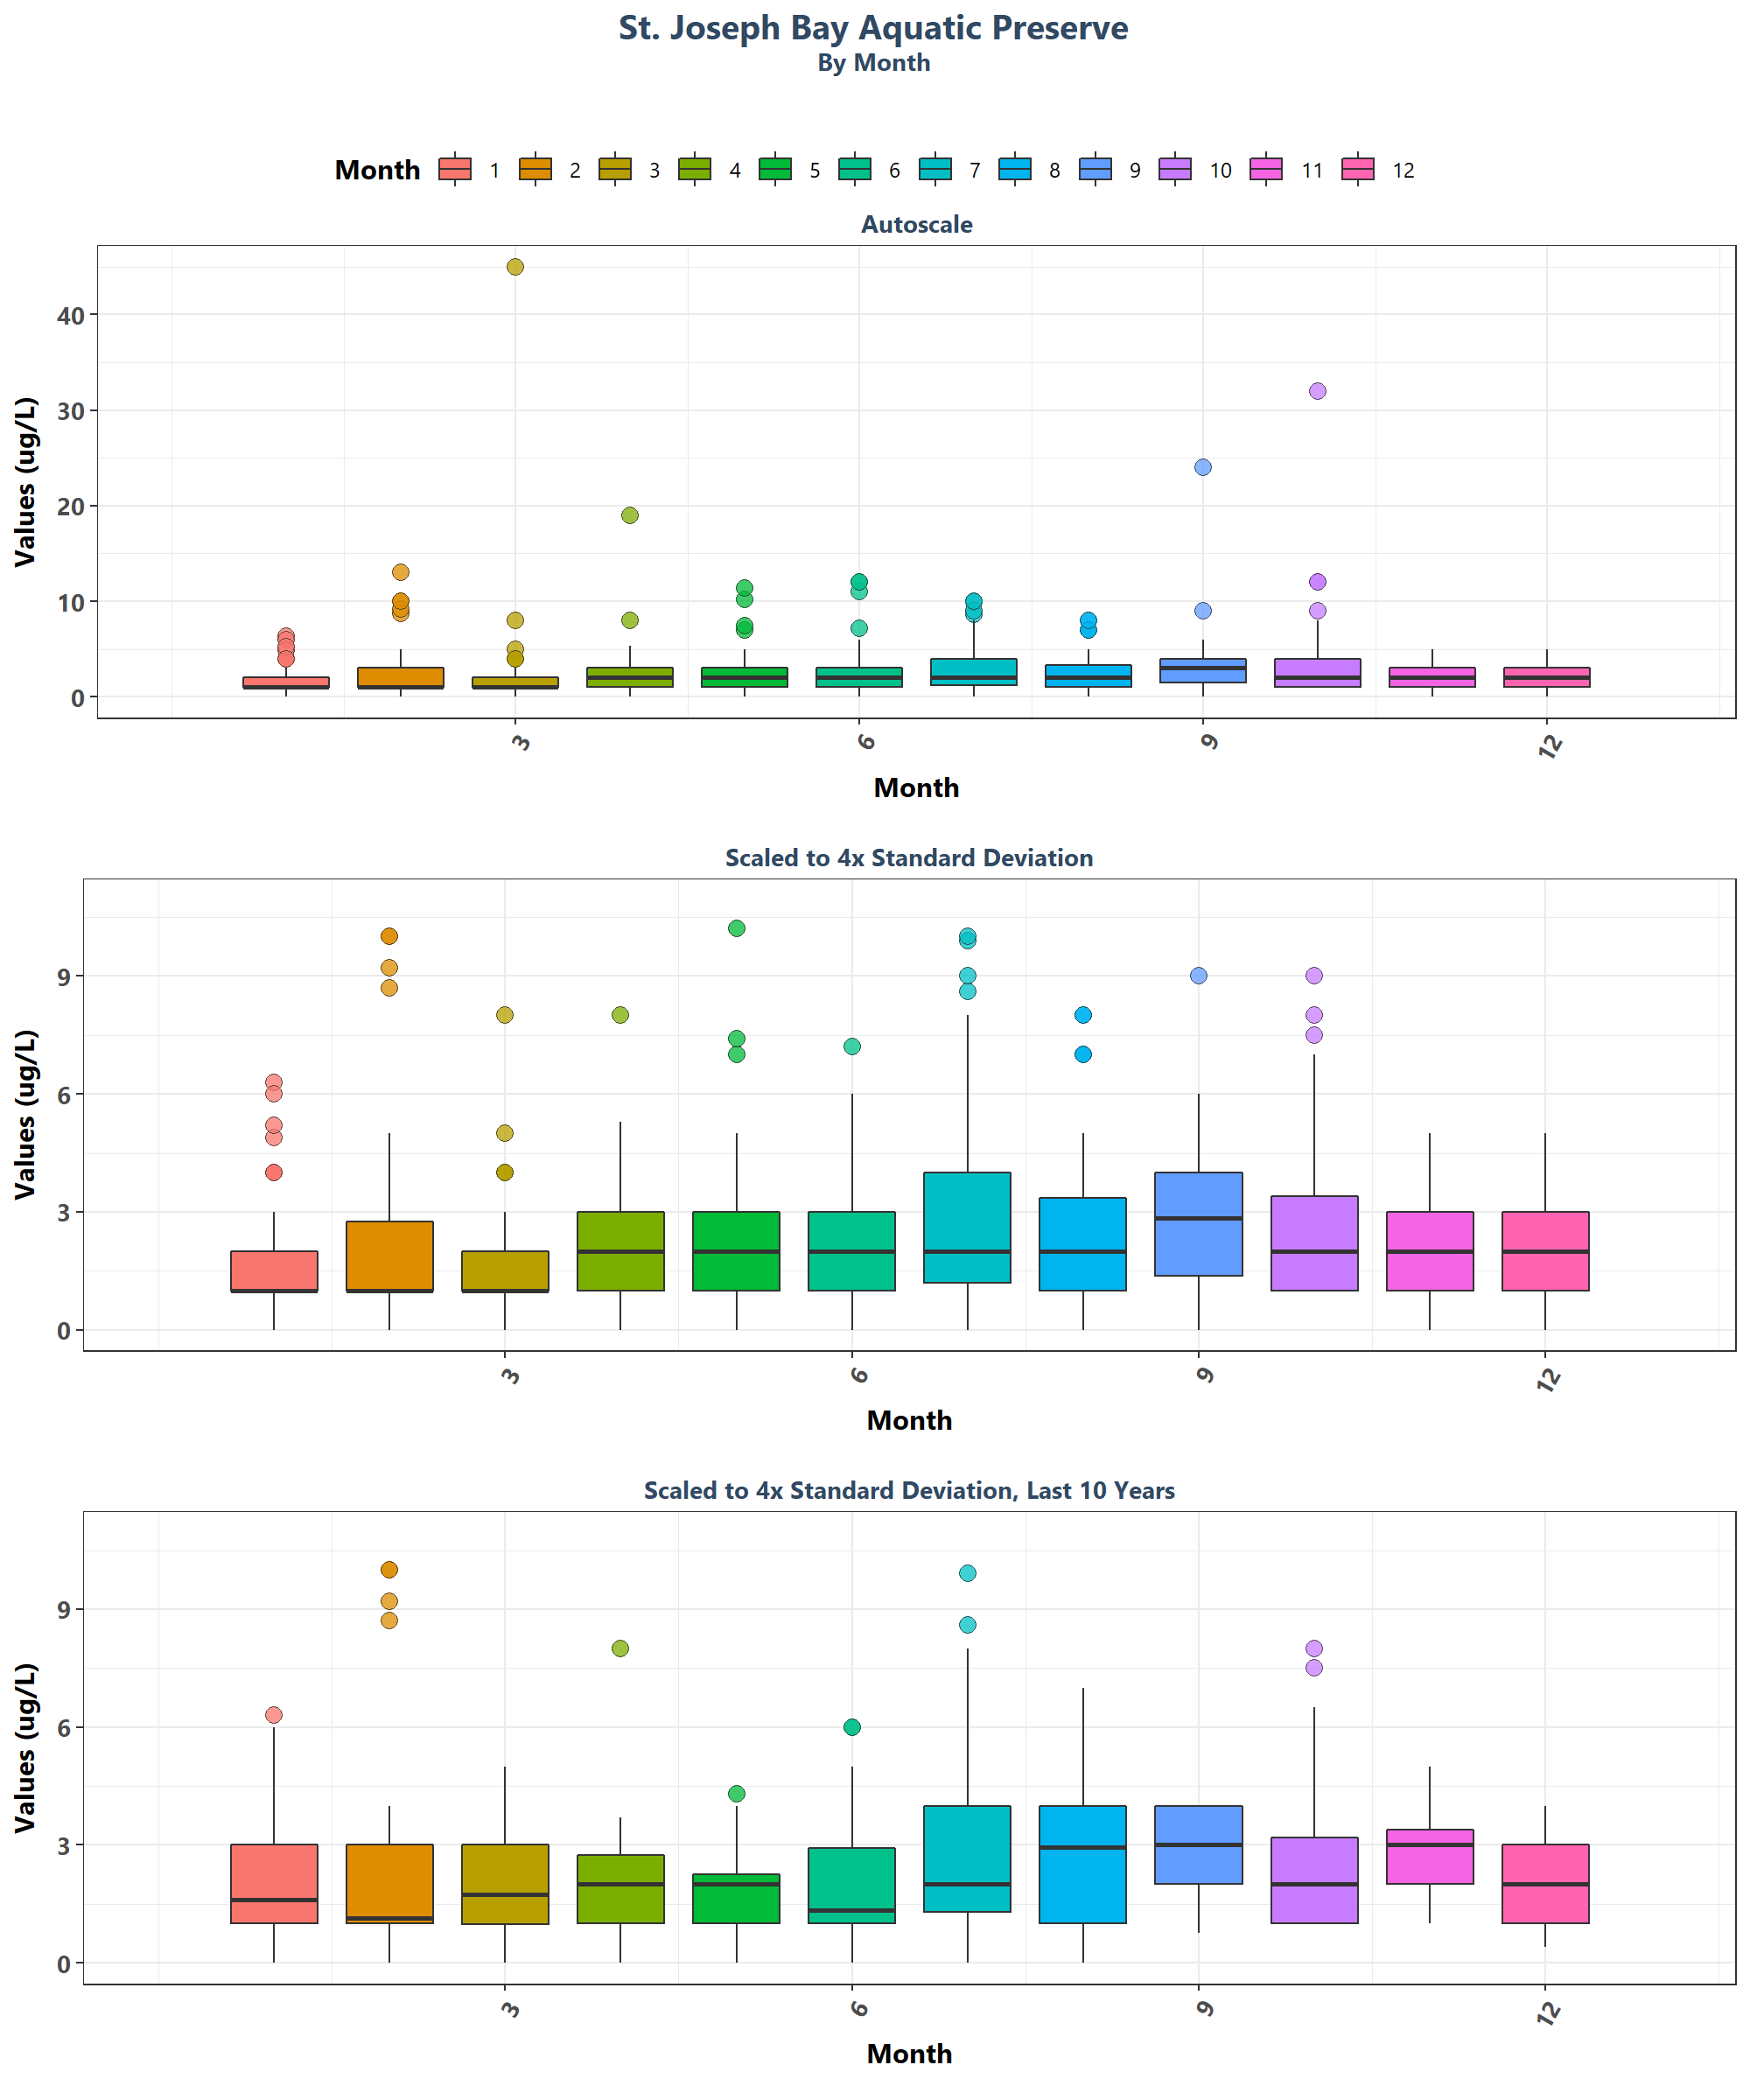 St. Joseph Bay Aquatic Preserve
By Month
Month 1 2 3 4 5 6 7 8 9 10 11 12
Autoscale
Values (ug/L)
40
30
20
10
0
3 6 9 12
Month
Scaled to 4x Standard Deviation
Values (ug/L)
9
6
3
0
3 6 9 12
Month
Scaled to 4x Standard Deviation, Last 10 Years
Values (ug/L)
9
6
3
0
3 6 9 12
Month